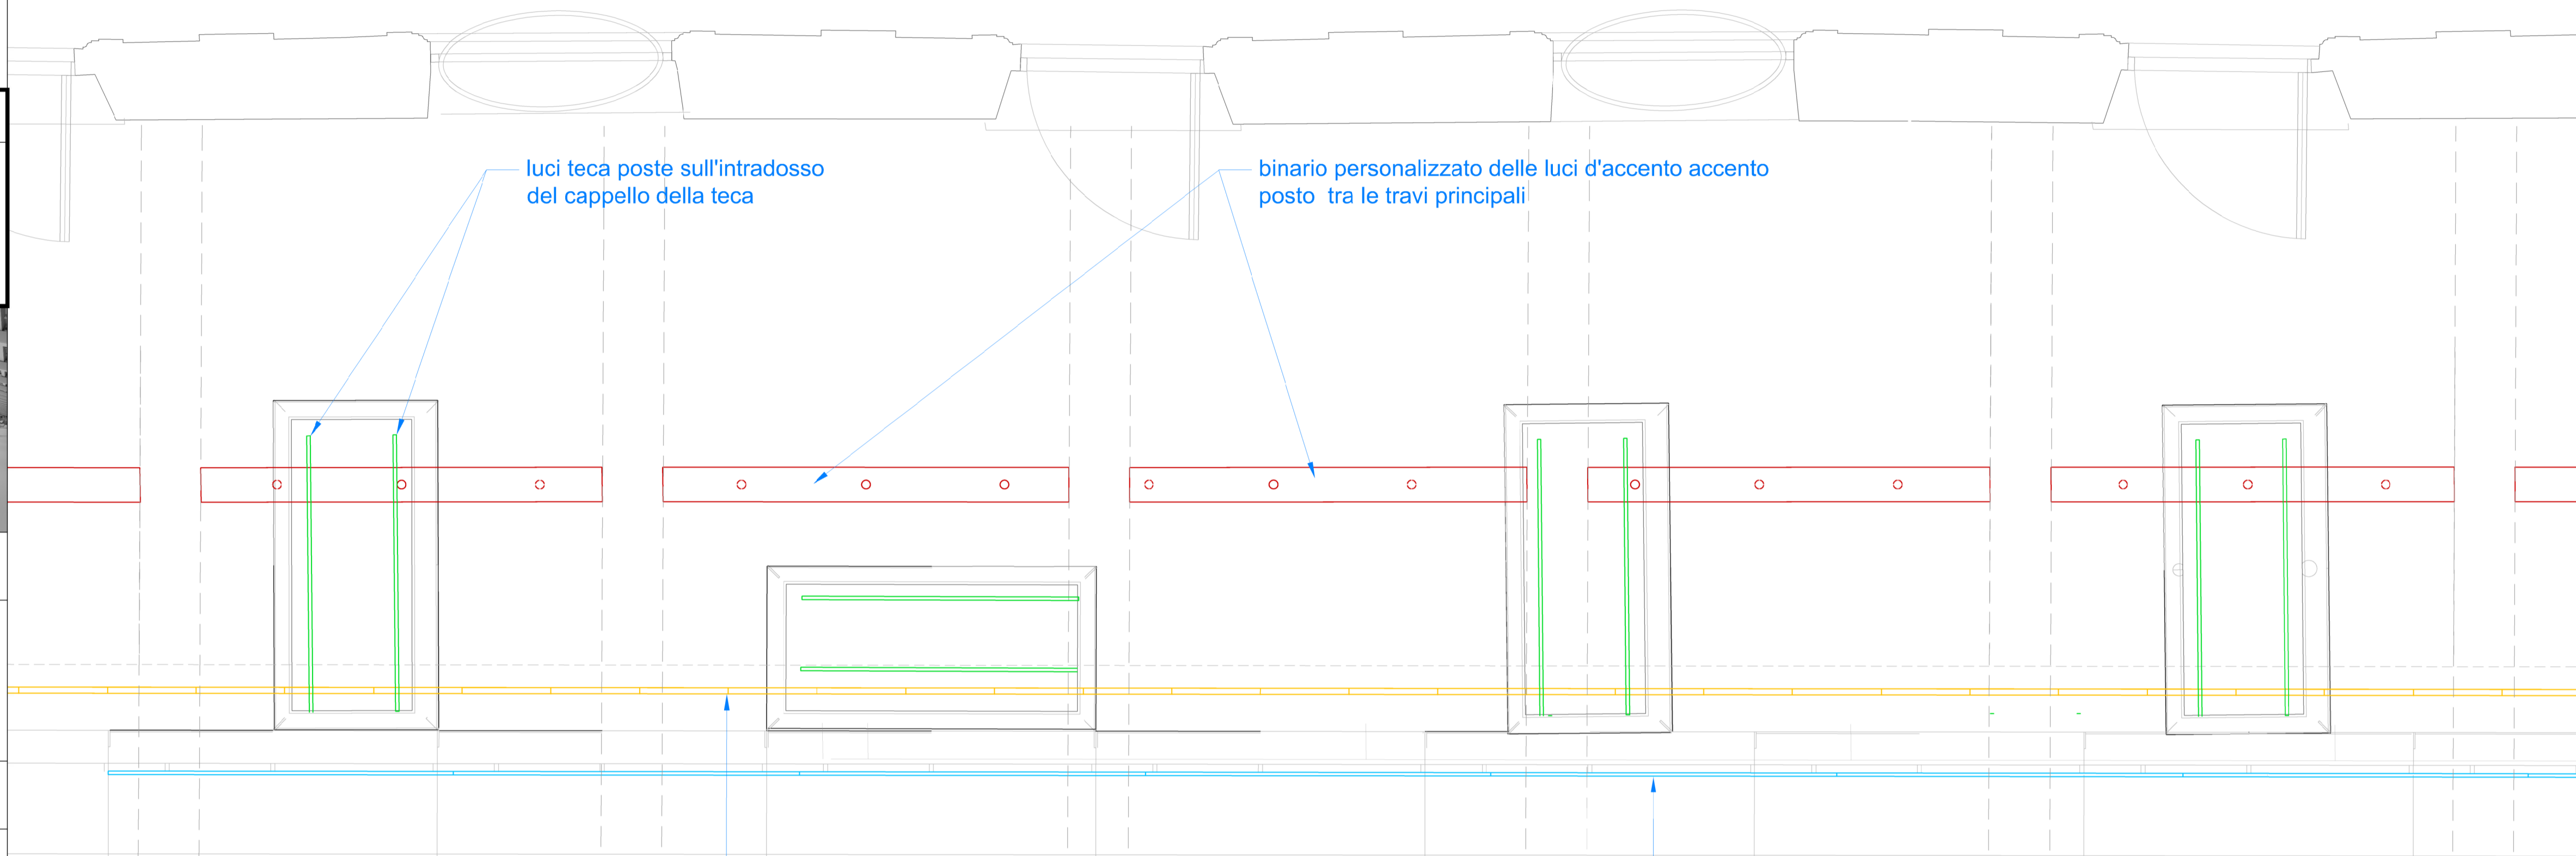 luci teca poste sull'intradosso
del cappello della teca
binario personalizzato delle luci d'accento accento
posto tra le travi principali